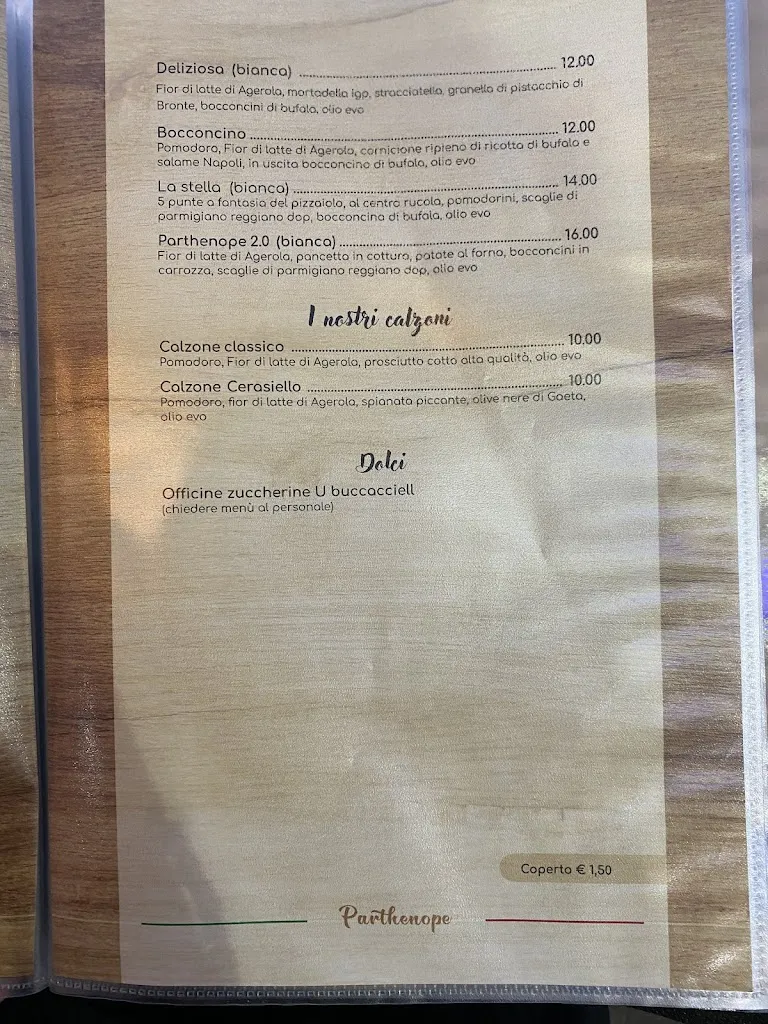 Deliziosa (bianca) 12.00
Fior di latte di Agerola, mortadella igp, stracciatella, granella di pistacchio di
Bronte, bocconcini di bufala, olio evo
Bocconcino 12.00
Pomodoro, Fior di latte di Agerola, cornicione ripieno di ricotta di bufala e
salame Napoli, in uscita bocconcino di bufala, olio evo
La stella (bianca) 14.00
5 punte a fantasia del pizzaiolo, al centro rucola, pomodorini, scaglie di
parmigiano reggiano dop, bocconcino di bufala, olio evo
Parthenope 2.0 (bianca) 16.00
Fior di latte di Agerola, pancetta in cottura, patate al forno, bocconcini in
carrozza, scaglie di parmigiano reggiano dop, olio evo
I nostri calzoni
Calzone classico 10.00
Pomodoro, Fior di latte di Agerola, prosciutto cotto alta qualità, olio evo
Calzone Cerasiello 10.00
Pomodoro, fior di latte di Agerola, spianata piccante, olive nere di Gaeta,
olio evo
Dolci
Officine zuccherine U buccacciell
(chiedere menù al personale)
Coperto € 1,50
Parthenope